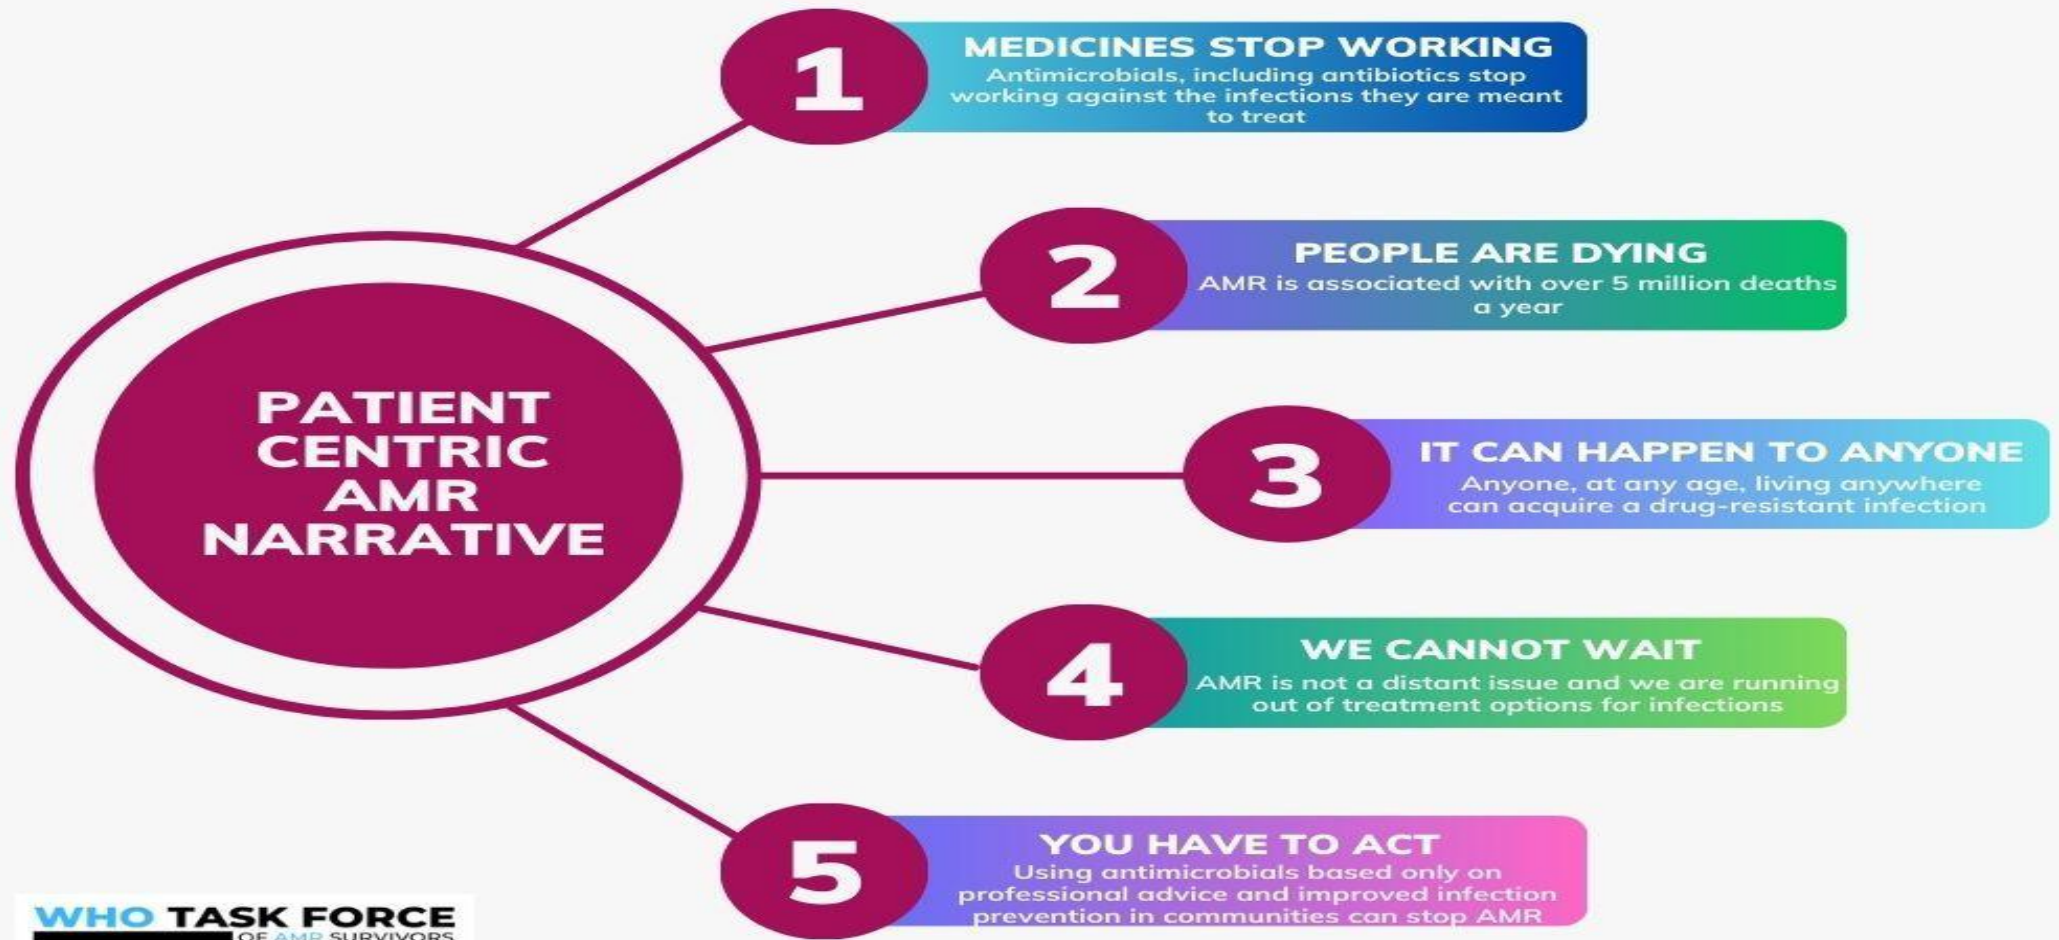 PATIENT
CENTRIC
AMR
NARRATIVE
1
MEDICINES STOP WORKING
Antimicrobials, including antibiotics stop
working against the infections they are meant
to treat
2
PEOPLE ARE DYING
AMR is associated with over 5 million deaths
a year
3
IT CAN HAPPEN TO ANYONE
Anyone, at any age, living anywhere
can acquire a drug-resistant infection
4
WE CANNOT WAIT
AMR is not a distant issue and we are running
out of treatment options for infections
5
YOU HAVE TO ACT
Using antimicrobials based only on
professional advice and improved infection
prevention in communities can stop AMR
WHO TASK FORCE
OF AMR SURVIVORS